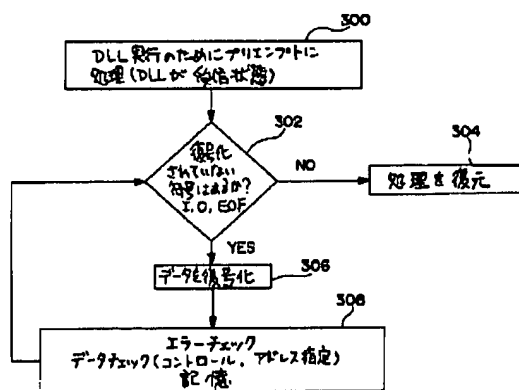 300
DLL実行のためにプリエンプトに
処理(DLLが受信状態)
302
復号化
されていない
符号はあるか?
I,O,EOF
NO
304
処理を復元
YES
データを復号化
306
308
エラーチェック
データチェック(コントロール、アドレス指定)
記憶